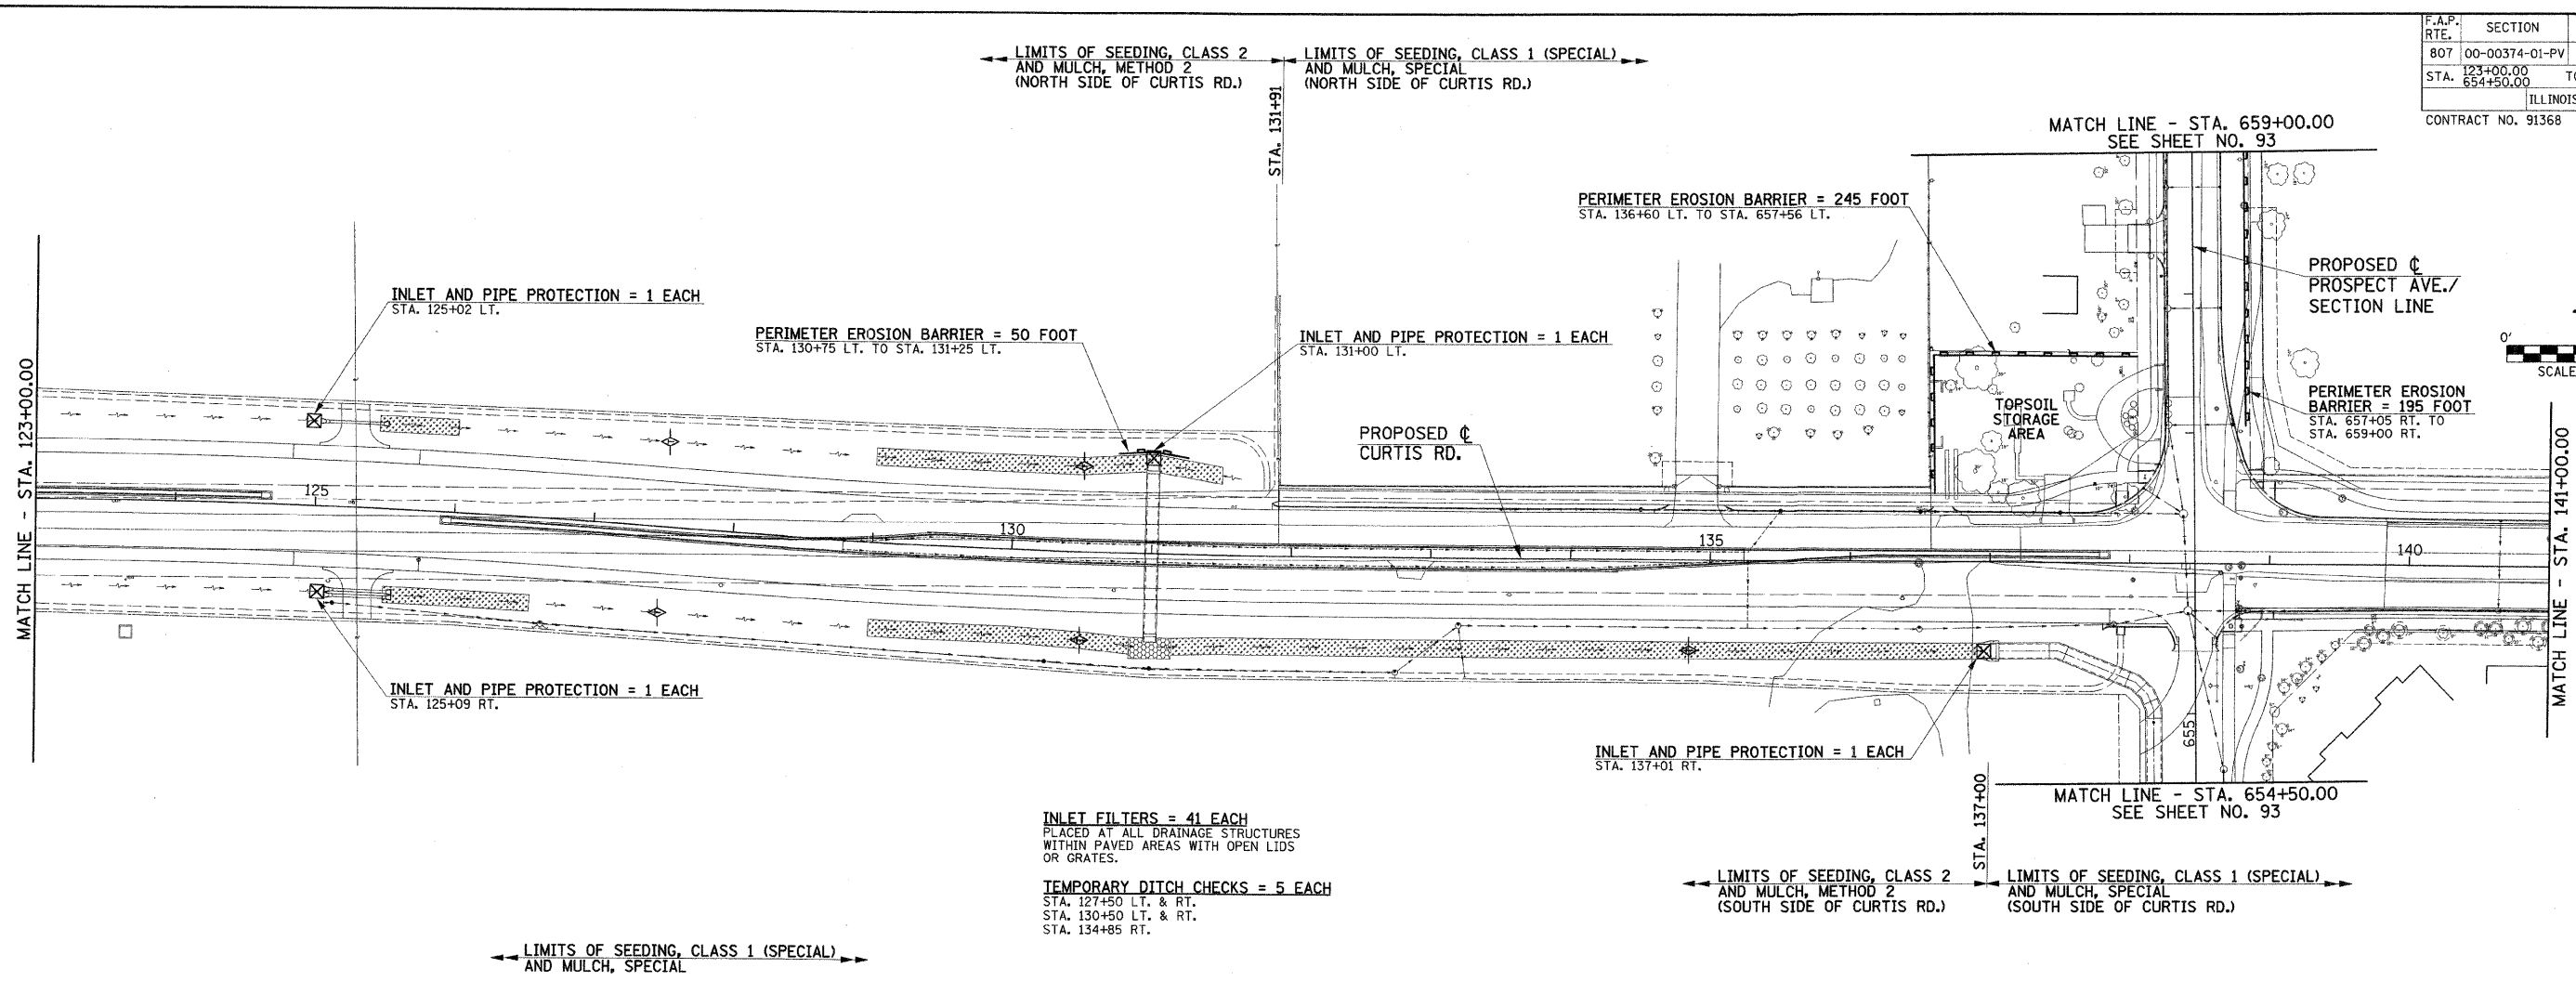 F.A.P.
RTE.
SECTION
807
00-00374-01-PV
STA.
123+00.00
654+50.00
ILLINOIS
CONTRACT NO. 91368
LIMITS OF SEEDING, CLASS 2
AND MULCH, METHOD 2
(NORTH SIDE OF CURTIS RD.)
LIMITS OF SEEDING, CLASS 1 (SPECIAL)
AND MULCH, SPECIAL
(NORTH SIDE OF CURTIS RD.)
STA. 131+91
MATCH LINE - STA. 659+00.00
SEE SHEET NO. 93
PERIMETER EROSION BARRIER = 245 FOOT
STA. 136+60 LT. TO STA. 657+56 LT.
PROPOSED ℄
PROSPECT AVE./
SECTION LINE
INLET AND PIPE PROTECTION = 1 EACH
STA. 125+02 LT.
PERIMETER EROSION BARRIER = 50 FOOT
STA. 130+75 LT. TO STA. 131+25 LT.
INLET AND PIPE PROTECTION = 1 EACH
STA. 131+00 LT.
0'
SCALE
PERIMETER EROSION
BARRIER = 195 FOOT
STA. 657+05 RT. TO
STA. 659+00 RT.
TOPSOIL
STORAGE
AREA
PROPOSED ℄
CURTIS RD.
MATCH LINE - STA. 123+00.00
MATCH LINE - STA. 141+00.00
125
130
135
140
655
INLET AND PIPE PROTECTION = 1 EACH
STA. 125+09 RT.
INLET AND PIPE PROTECTION = 1 EACH
STA. 137+01 RT.
STA. 137+00
MATCH LINE - STA. 654+50.00
SEE SHEET NO. 93
INLET FILTERS = 41 EACH
PLACED AT ALL DRAINAGE STRUCTURES
WITHIN PAVED AREAS WITH OPEN LIDS
OR GRATES.
TEMPORARY DITCH CHECKS = 5 EACH
STA. 127+50 LT. & RT.
STA. 130+50 LT. & RT.
STA. 134+85 RT.
LIMITS OF SEEDING, CLASS 2
AND MULCH, METHOD 2
(SOUTH SIDE OF CURTIS RD.)
LIMITS OF SEEDING, CLASS 1 (SPECIAL)
AND MULCH, SPECIAL
(SOUTH SIDE OF CURTIS RD.)
LIMITS OF SEEDING, CLASS 1 (SPECIAL)
AND MULCH, SPECIAL